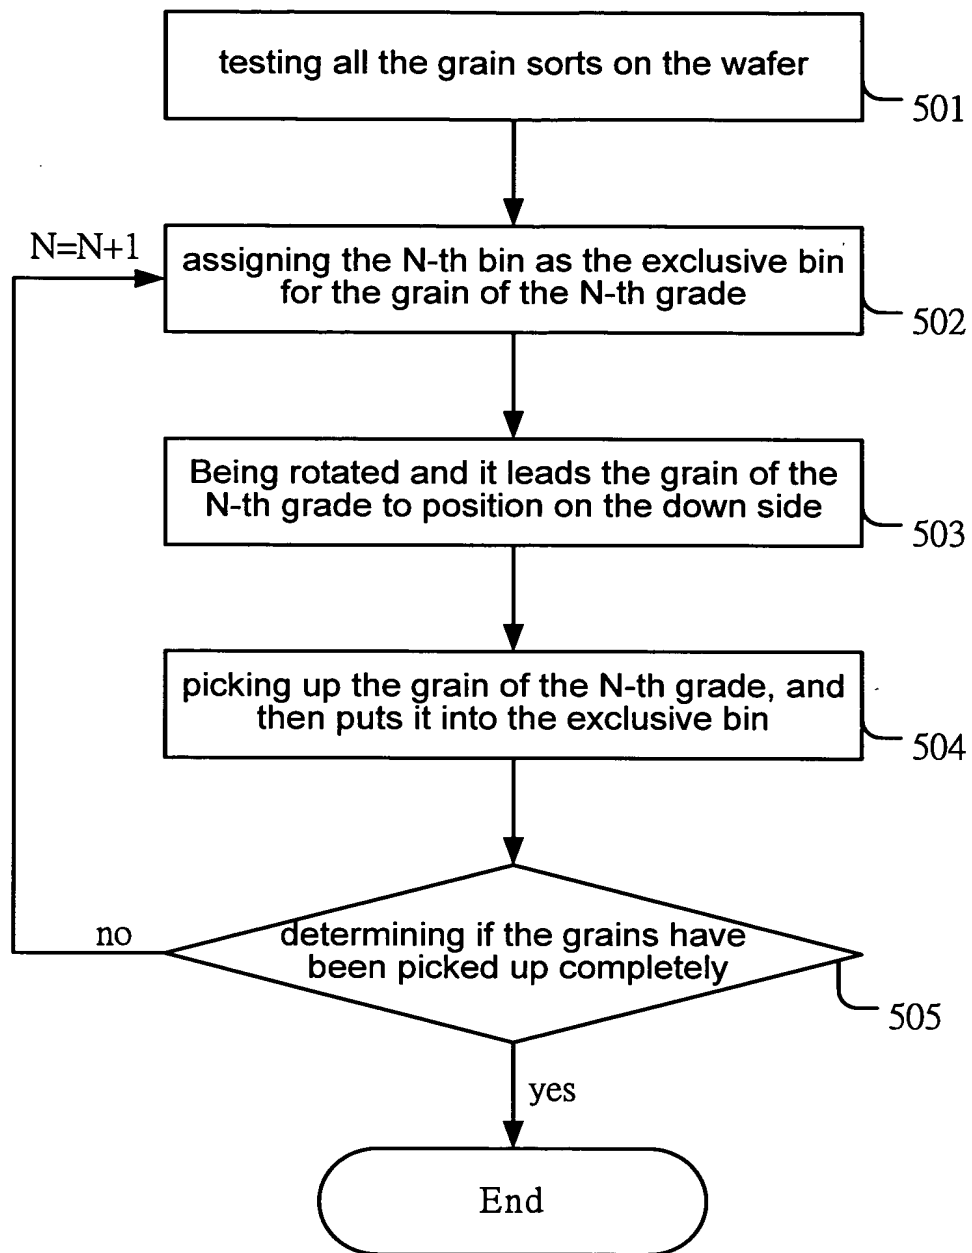 testing all the grain sorts on the wafer
501
N=N+1
assigning the N-th bin as the exclusive bin
for the grain of the N-th grade
502
Being rotated and it leads the grain of the
N-th grade to position on the down side
503
picking up the grain of the N-th grade, and
then puts it into the exclusive bin
504
no
determining if the grains have
been picked up completely
505
yes
End